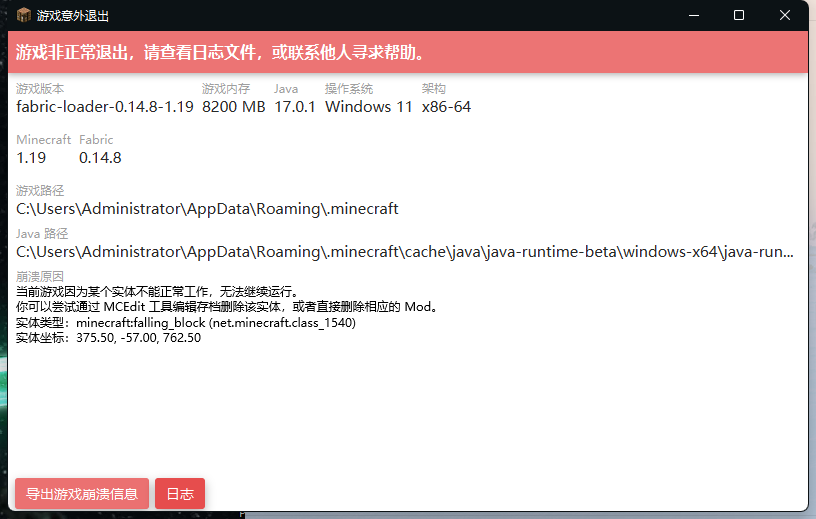 游戏意外退出
游戏非正常退出，请查看日志文件，或联系他人寻求帮助。
游戏版本 游戏内存 Java 操作系统 架构
fabric-loader-0.14.8-1.19 8200 MB 17.0.1 Windows 11 x86-64
Minecraft Fabric
1.19 0.14.8
游戏路径
C:\Users\Administrator\AppData\Roaming\.minecraft
Java 路径
C:\Users\Administrator\AppData\Roaming\.minecraft\cache\java\java-runtime-beta\windows-x64\java-run...
崩溃原因
当前游戏因为某个实体不能正常工作，无法继续运行。
你可以尝试通过 MCEdit 工具编辑存档删除该实体，或者直接删除相应的 Mod。
实体类型：minecraft:falling_block (net.minecraft.class_1540)
实体坐标：375.50, -57.00, 762.50
导出游戏崩溃信息 日志